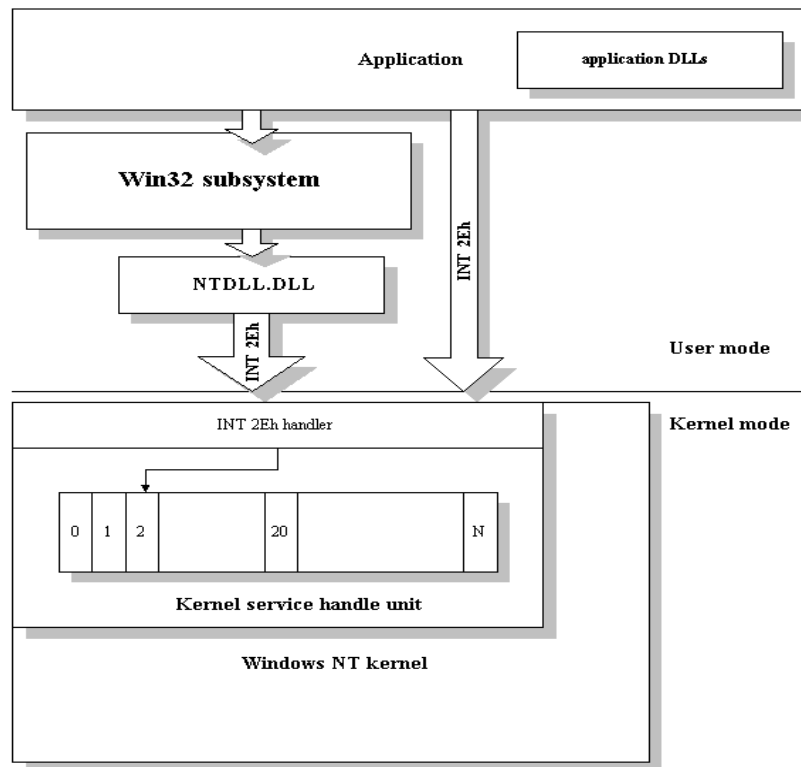 Application
application DLLs
Win32 subsystem
INT 2Eh
NTDLL.DLL
INT 2Eh
User mode
Kernel mode
INT 2Eh handler
0 1 2 20 N
Kernel service handle unit
Windows NT kernel